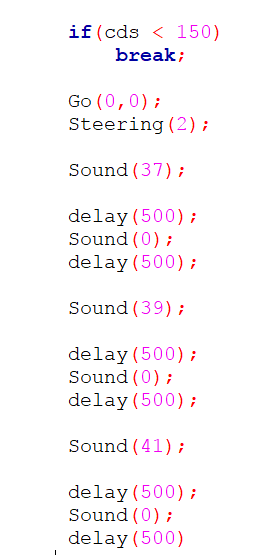 if(cds < 150)
break;
Go(0,0);
Steering(2);
Sound(37);
delay(500);
Sound(0);
delay(500);
Sound(39);
delay(500);
Sound(0);
delay(500);
Sound(41);
delay(500);
Sound(0);
delay(500)